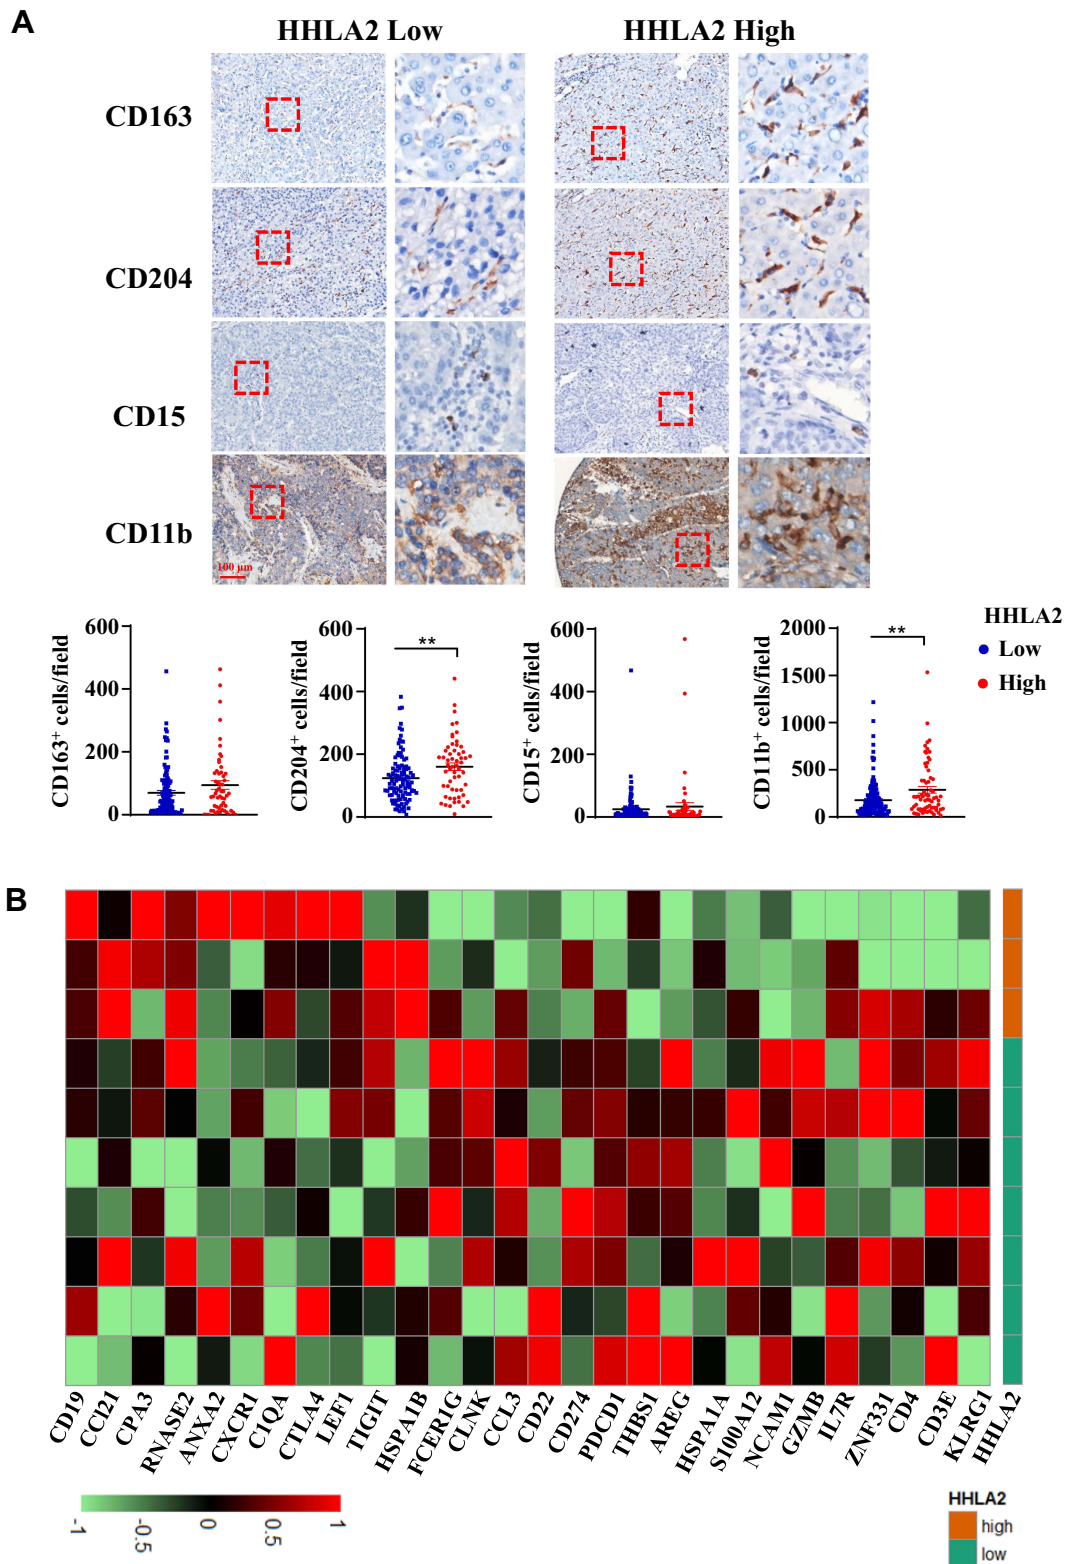 A
HHLA2 Low
HHLA2 High
CD163
CD204
CD15
CD11b
100 μm
CD163+ cells/field
600
400
200
0
CD204+ cells/field
600
400
200
0
**
CD15+ cells/field
600
400
200
0
CD11b+ cells/field
2000
1500
1000
500
0
**
HHLA2
Low
High
B
CD19
CCl21
CPA3
RNASE2
ANXA2
CXCR1
C1QA
CTLA4
LEF1
TIGIT
HSPA1B
FCER1G
CLNK
CCL3
CD22
CD274
PDCD1
THBS1
AREG
HSPA1A
S100A12
NCAM1
GZMB
IL7R
ZNF331
CD4
CD3E
KLRG1
HHLA2
-1
-0.5
0
0.5
1
HHLA2
high
low